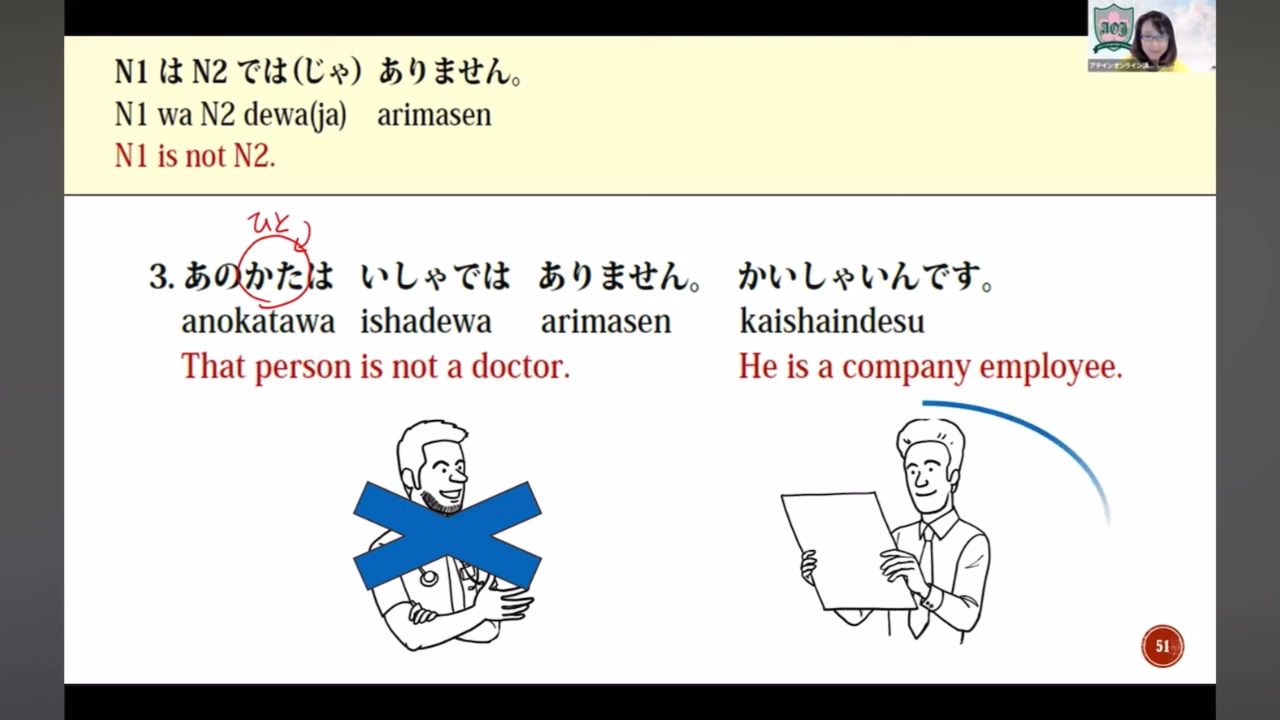 N1 は N2 では(じゃ) ありません。
N1 wa N2 dewa(ja) arimasen
N1 is not N2.
ひと
3. あのかたは いしゃでは ありません。 かいしゃいんです。
anokatawa ishadewa arimasen kaishaindesu
That person is not a doctor. He is a company employee.
51
AOJ